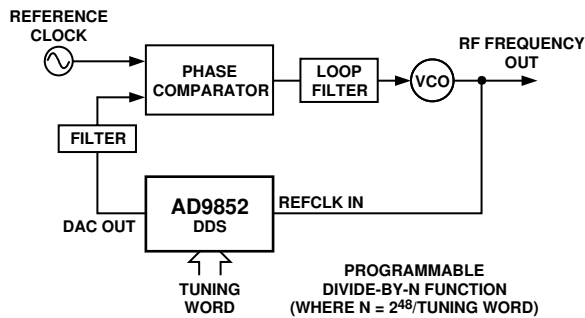 REFERENCE
CLOCK
PHASE
COMPARATOR
LOOP
FILTER
VCO
RF FREQUENCY
OUT
FILTER
AD9852
DDS
REFCLK IN
DAC OUT
TUNING
WORD
PROGRAMMABLE
DIVIDE-BY-N FUNCTION
(WHERE N = 2⁴⁸/TUNING WORD)